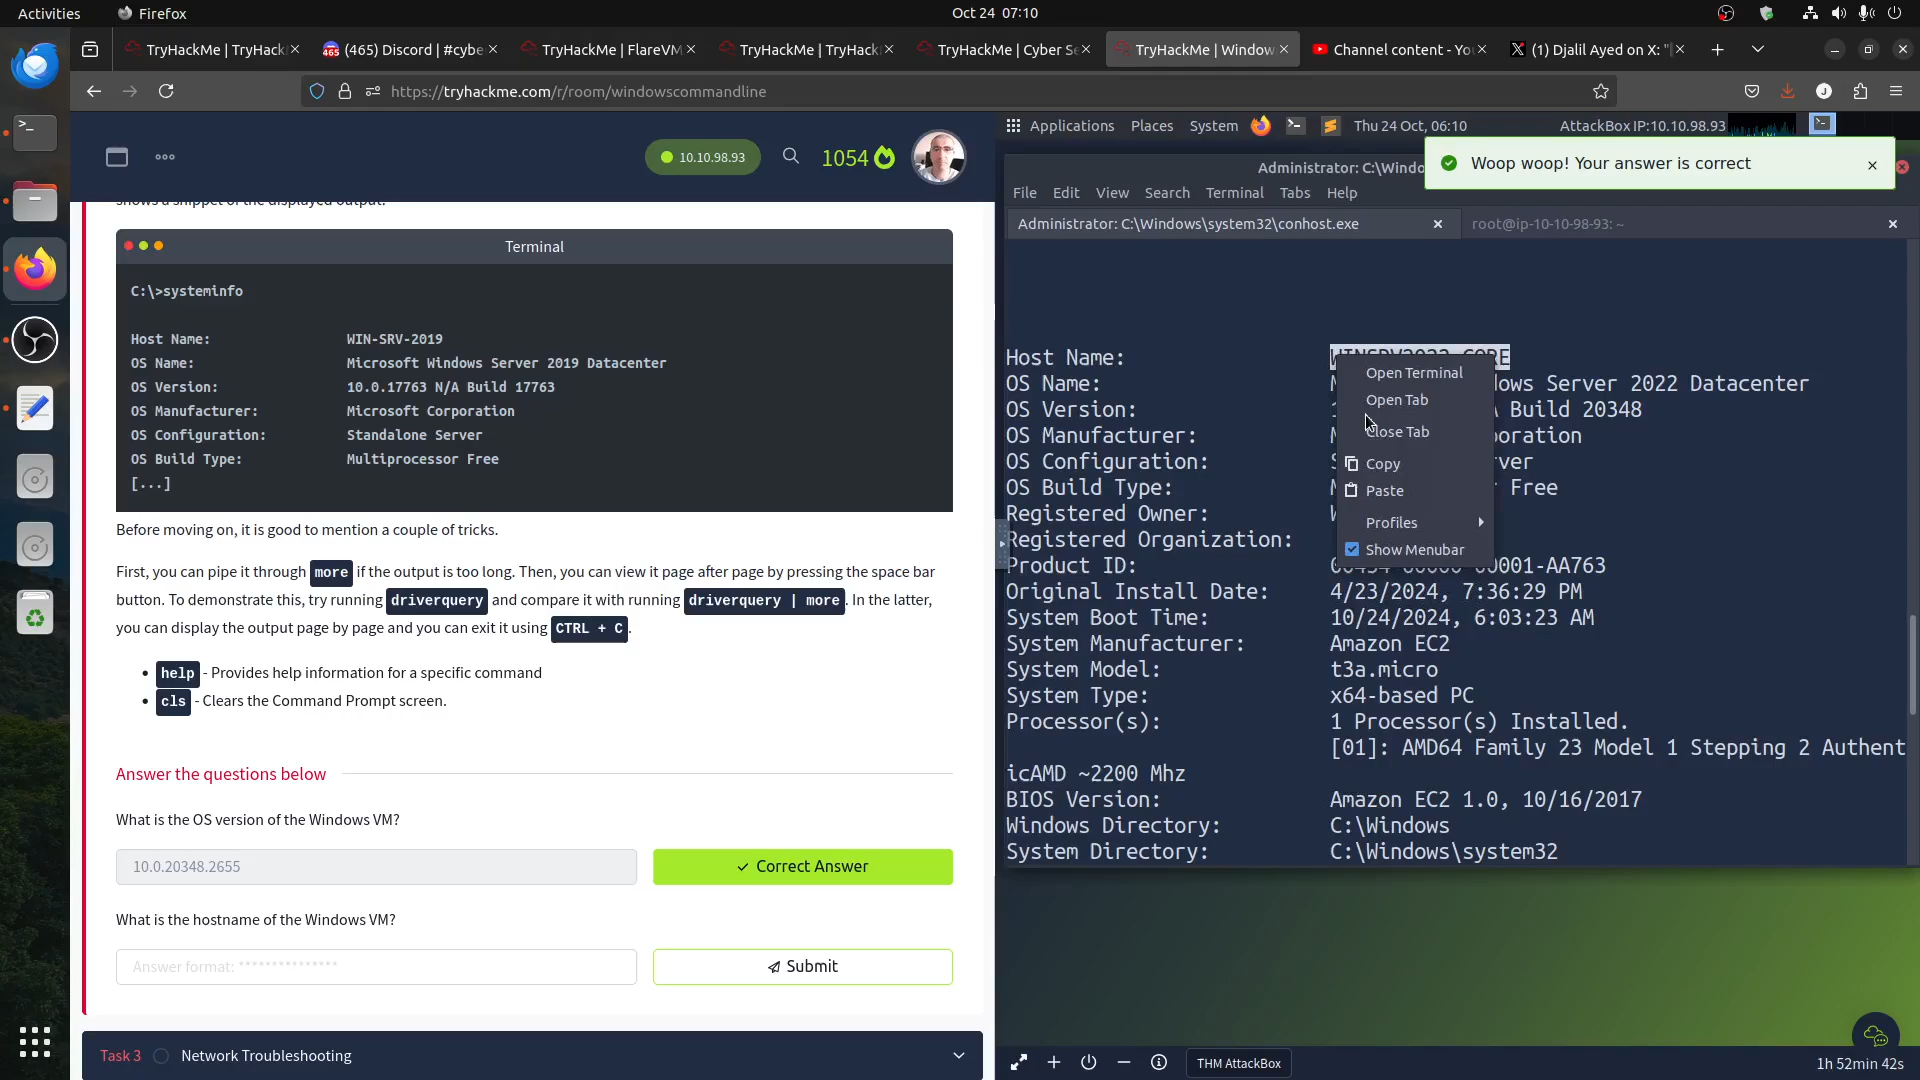 Activities
Firefox
Oct 24 07:10
TryHackMe | TryHack
(465) Discord | #cybe
TryHackMe | FlareVM
TryHackMe | TryHack
TryHackMe | Cyber Se
TryHackMe | Window
Channel content - You
(1) Djalil Ayed on X: "
https://tryhackme.com/r/room/windowscommandline
10.10.98.93
1054
shows a snippet of the displayed output.
Terminal
C:\>systeminfo
Host Name: WIN-SRV-2019
OS Name: Microsoft Windows Server 2019 Datacenter
OS Version: 10.0.17763 N/A Build 17763
OS Manufacturer: Microsoft Corporation
OS Configuration: Standalone Server
OS Build Type: Multiprocessor Free
[...]
Before moving on, it is good to mention a couple of tricks.
First, you can pipe it through more if the output is too long. Then, you can view it page after page by pressing the space bar
button. To demonstrate this, try running driverquery and compare it with running driverquery | more. In the latter,
you can display the output page by page and you can exit it using CTRL + C.
• help - Provides help information for a specific command
• cls - Clears the Command Prompt screen.
Answer the questions below
What is the OS version of the Windows VM?
10.0.20348.2655
Correct Answer
What is the hostname of the Windows VM?
Answer format: ***************
Submit
Task 3
Network Troubleshooting
Applications Places System
Thu 24 Oct, 06:10
AttackBox IP:10.10.98.93
Administrator: C:\Windo
Woop woop! Your answer is correct
File Edit View Search Terminal Tabs Help
Administrator: C:\Windows\system32\conhost.exe
root@ip-10-10-98-93: ~
Host Name: WINSRV2022-CORE
OS Name: M ows Server 2022 Datacenter
OS Version: 1 Build 20348
OS Manufacturer: M oration
OS Configuration: S rver
OS Build Type: M Free
Registered Owner: W
Registered Organization:
Product ID: 00454-60000-00001-AA763
Original Install Date: 4/23/2024, 7:36:29 PM
System Boot Time: 10/24/2024, 6:03:23 AM
System Manufacturer: Amazon EC2
System Model: t3a.micro
System Type: x64-based PC
Processor(s): 1 Processor(s) Installed.
[01]: AMD64 Family 23 Model 1 Stepping 2 Authent
icAMD ~2200 Mhz
BIOS Version: Amazon EC2 1.0, 10/16/2017
Windows Directory: C:\Windows
System Directory: C:\Windows\system32
Open Terminal
Open Tab
Close Tab
Copy
Paste
Profiles
Show Menubar
THM AttackBox
1h 52min 42s